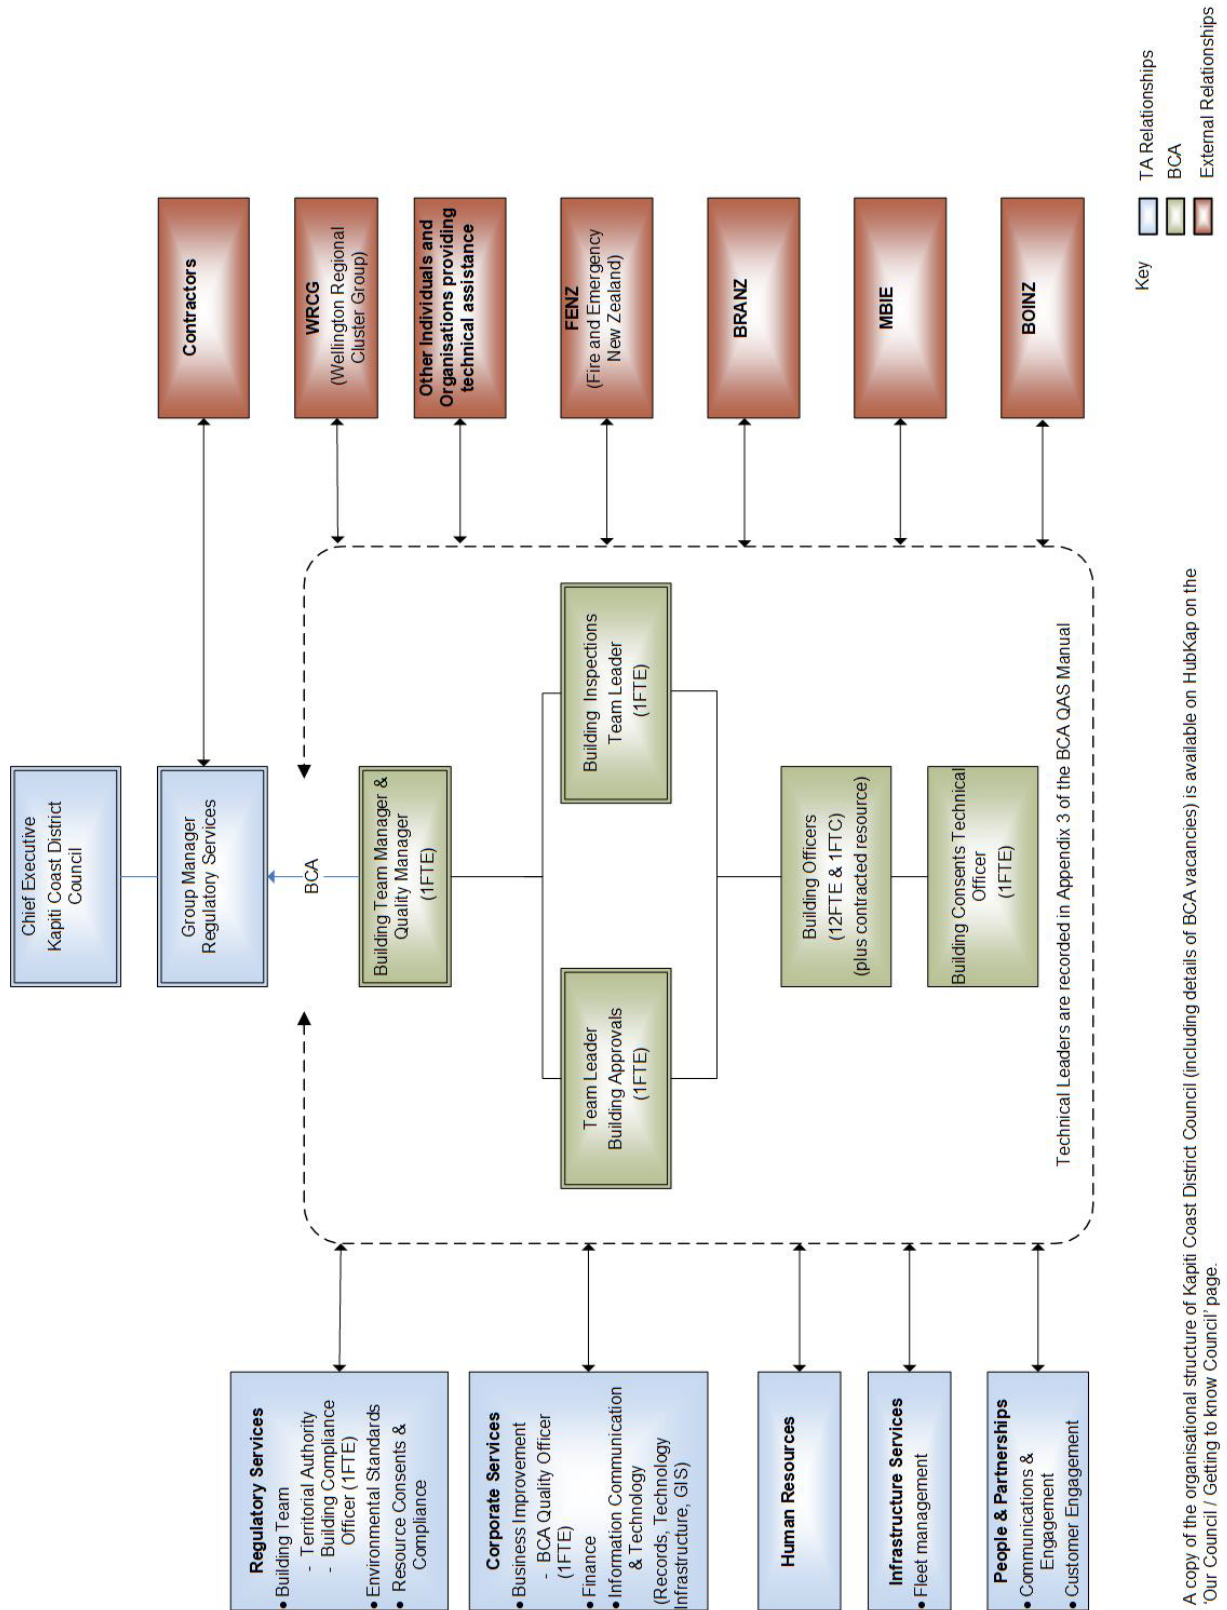 Chief Executive
Kapiti Coast District
Council
Group Manager
Regulatory Services
BCA
Building Team Manager &
Quality Manager
(1FTE)
Team Leader
Building Approvals
(1FTE)
Building  Inspections
Team Leader
(1FTE)
Building Officers
(12FTE & 1FTC)
(plus contracted resource)
Building Consents Technical
Officer
(1FTE)
Technical Leaders are recorded in Appendix 3 of the BCA QAS Manual
Regulatory Services
• Building Team
- Territorial Authority
- Building Compliance
Officer (1FTE)
• Environmental Standards
• Resource Consents &
Compliance
Corporate Services
• Business Improvement
- BCA Quality Officer
(1FTE)
• Finance
• Information Communication
& Technology
(Records, Technology
Infrastructure, GIS)
Human Resources
Infrastructure Services
• Fleet management
People & Partnerships
• Communications &
Engagement
• Customer Engagement
Contractors
WRCG
(Wellington Regional
Cluster Group)
Other Individuals and
Organisations providing
technical assistance
FENZ
(Fire and Emergency
New Zealand)
BRANZ
MBIE
BOINZ
Key
TA Relationships
BCA
External Relationships
A copy of the organisational structure of Kapiti Coast District Council (including details of BCA vacancies) is available on HubKap on the
'Our Council / Getting to know Council' page.